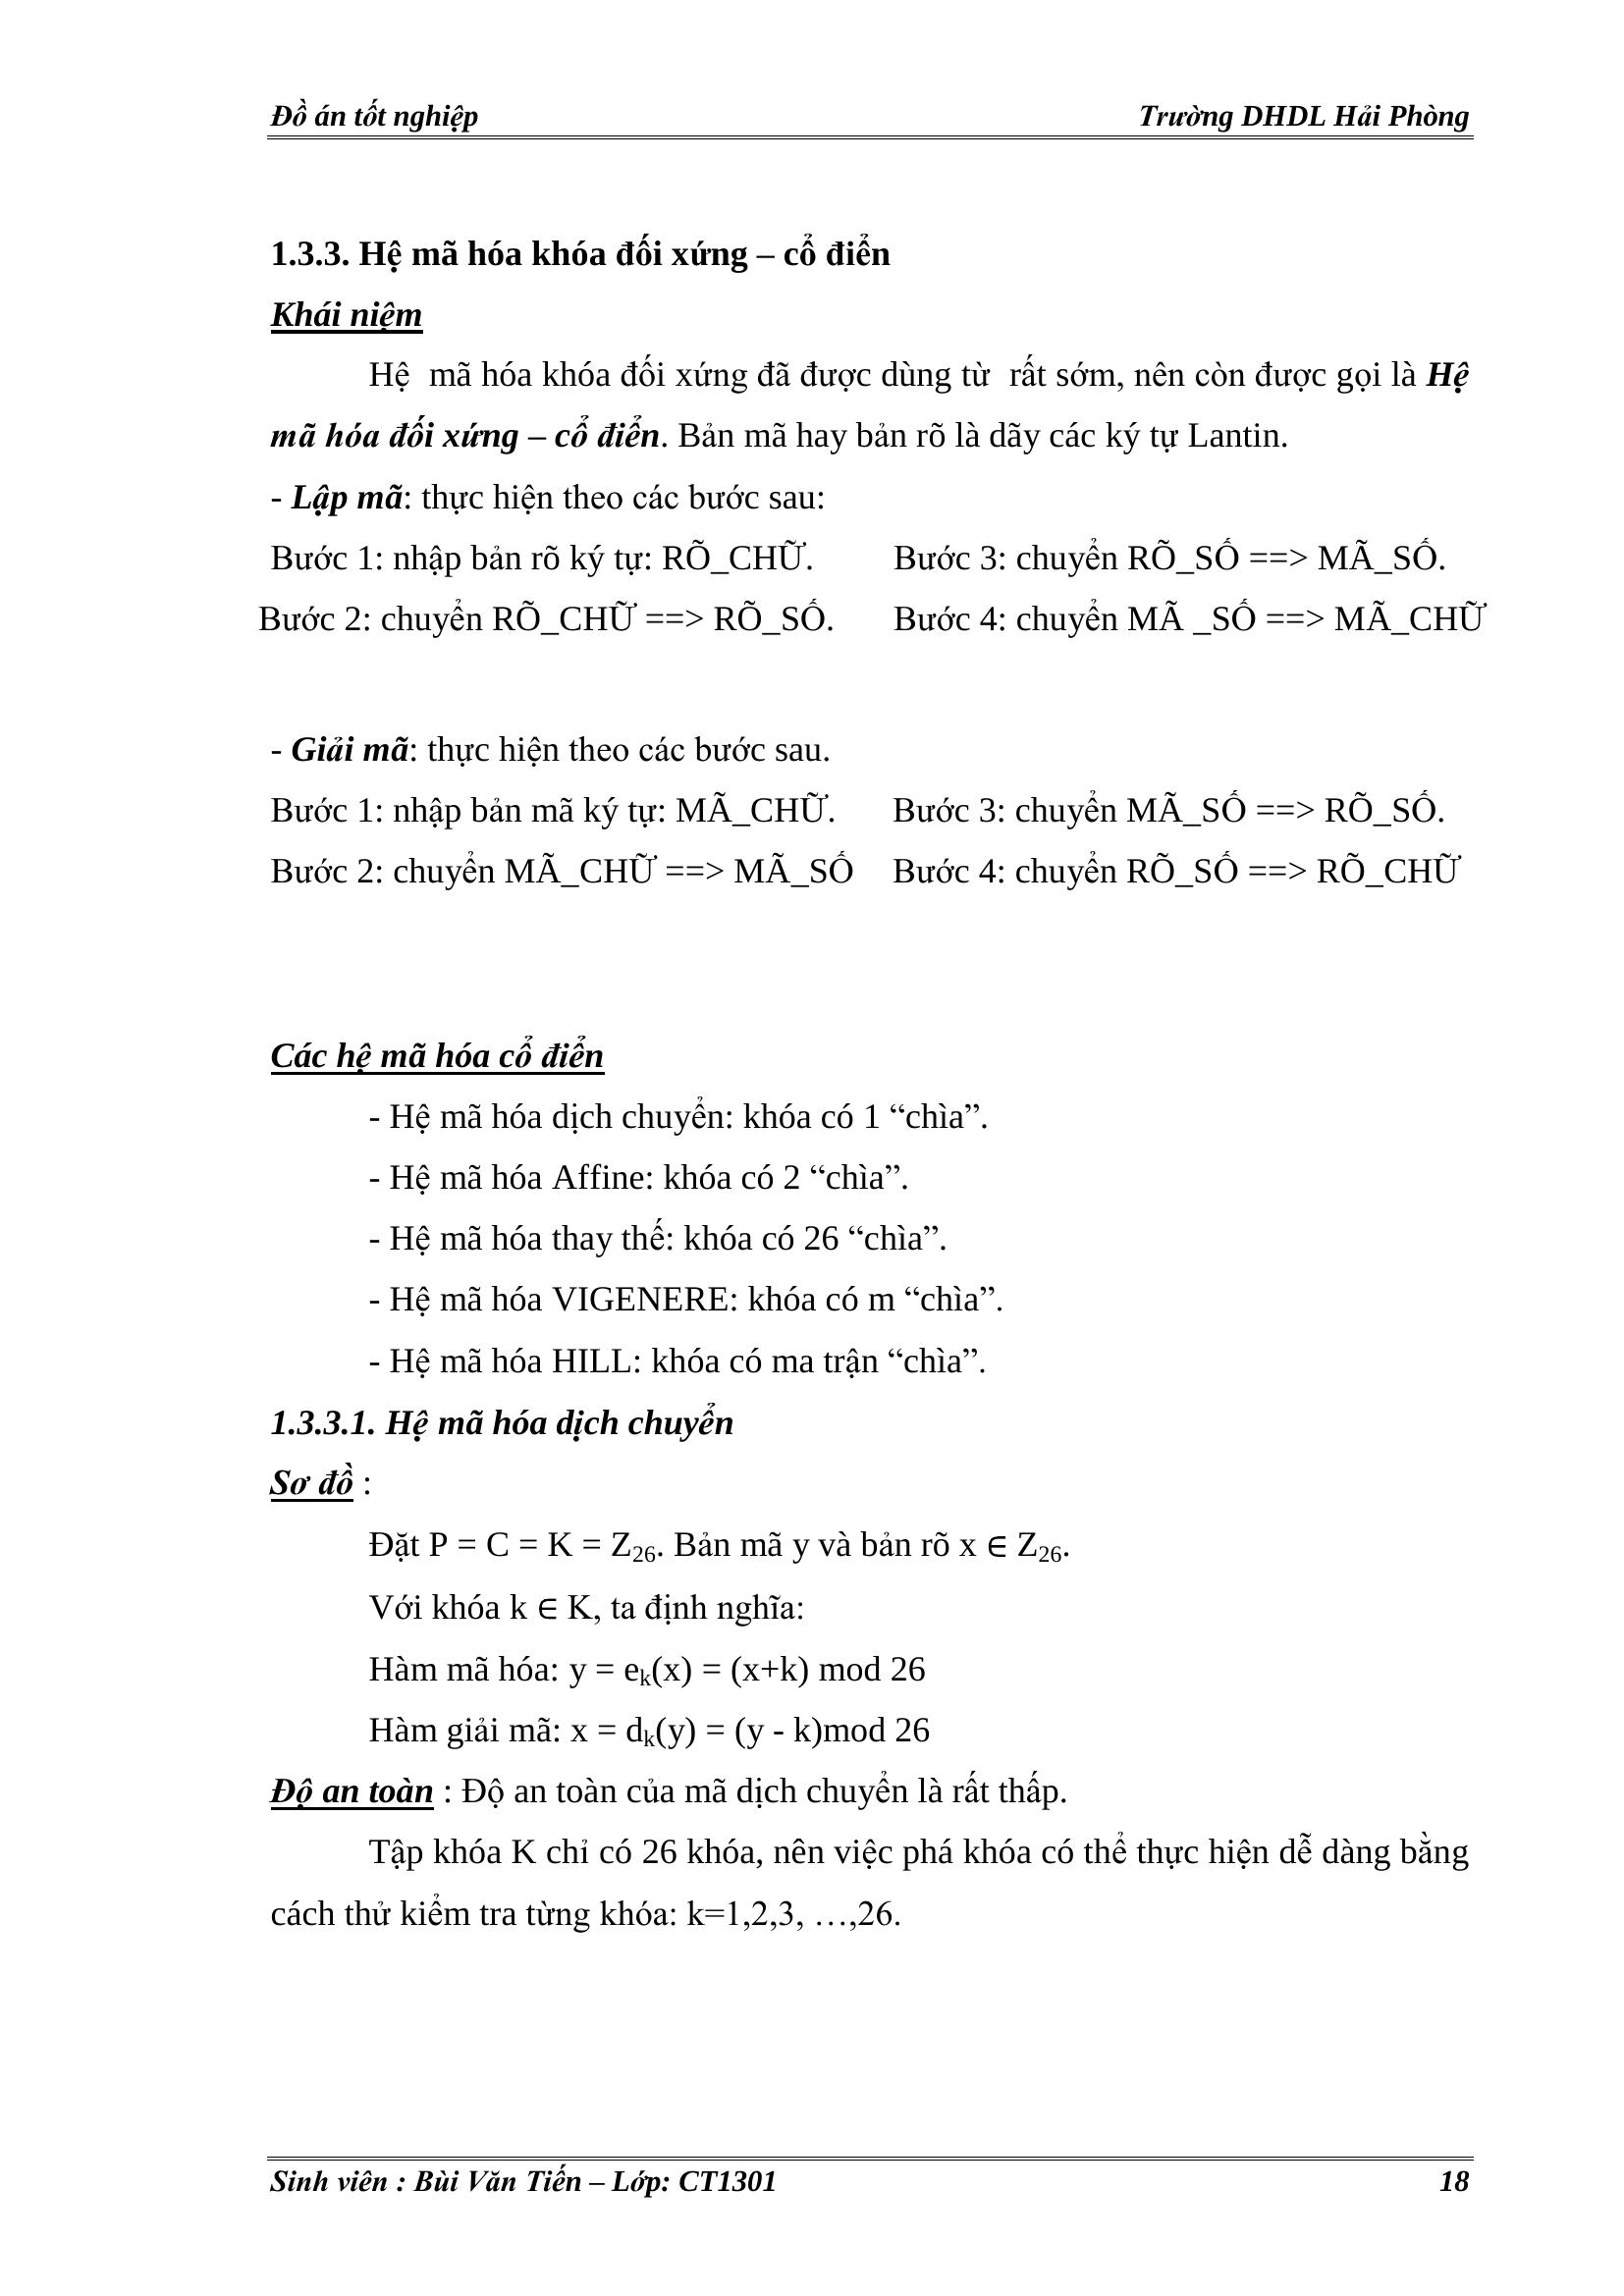 Đồ án tốt nghiệp Trường DHDL Hải Phòng
1.3.3. Hệ mã hóa khóa đối xứng – cổ điển
Khái niệm
Hệ mã hóa khóa đối xứng đã được dùng từ rất sớm, nên còn được gọi là Hệ
mã hóa đối xứng – cổ điển. Bản mã hay bản rõ là dãy các ký tự Lantin.
- Lập mã: thực hiện theo các bước sau:
Bước 1: nhập bản rõ ký tự: RÕ_CHỮ. Bước 3: chuyển RÕ_SỐ ==> MÃ_SỐ.
Bước 2: chuyển RÕ_CHỮ ==> RÕ_SỐ. Bước 4: chuyển MÃ _SỐ ==> MÃ_CHỮ
- Giải mã: thực hiện theo các bước sau.
Bước 1: nhập bản mã ký tự: MÃ_CHỮ. Bước 3: chuyển MÃ_SỐ ==> RÕ_SỐ.
Bước 2: chuyển MÃ_CHỮ ==> MÃ_SỐ Bước 4: chuyển RÕ_SỐ ==> RÕ_CHỮ
Các hệ mã hóa cổ điển
- Hệ mã hóa dịch chuyển: khóa có 1 “chìa”.
- Hệ mã hóa Affine: khóa có 2 “chìa”.
- Hệ mã hóa thay thế: khóa có 26 “chìa”.
- Hệ mã hóa VIGENERE: khóa có m “chìa”.
- Hệ mã hóa HILL: khóa có ma trận “chìa”.
1.3.3.1. Hệ mã hóa dịch chuyển
Sơ đồ :
Đặt P = C = K = Z₂₆. Bản mã y và bản rõ x ∈ Z₂₆.
Với khóa k ∈ K, ta định nghĩa:
Hàm mã hóa: y = eₖ(x) = (x+k) mod 26
Hàm giải mã: x = dₖ(y) = (y - k)mod 26
Độ an toàn : Độ an toàn của mã dịch chuyển là rất thấp.
Tập khóa K chỉ có 26 khóa, nên việc phá khóa có thể thực hiện dễ dàng bằng
cách thử kiểm tra từng khóa: k=1,2,3, …,26.
Sinh viên : Bùi Văn Tiến – Lớp: CT1301 18